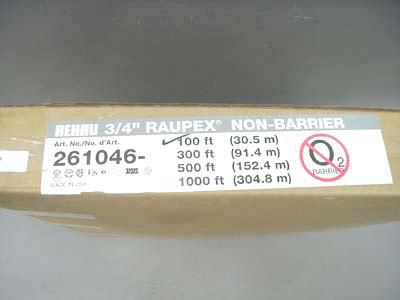 REHAU 3/4" RAUPEX® NON-BARRIER
Art. No./No. d'Art.
261046-
100 ft (30.5 m)
300 ft (91.4 m)
500 ft (152.4 m)
1000 ft (304.8 m)
MADE IN USA
O2
BARRIER